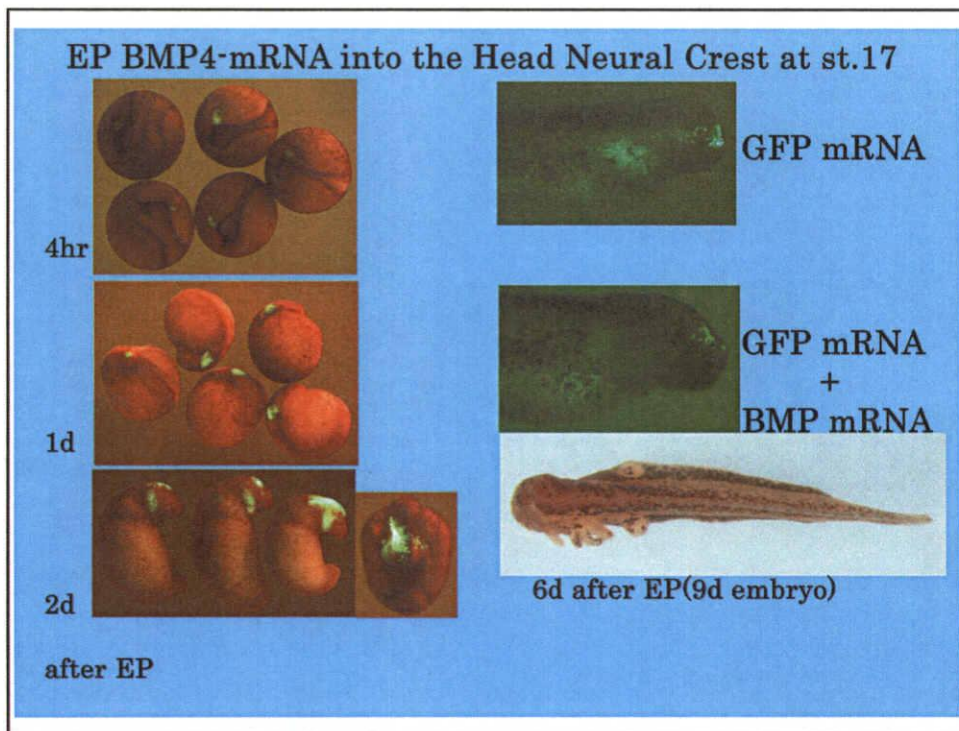 EP BMP4-mRNA into the Head Neural Crest at st.17
4hr
1d
2d
after EP
GFP mRNA
GFP mRNA
+
BMP mRNA
6d after EP(9d embryo)